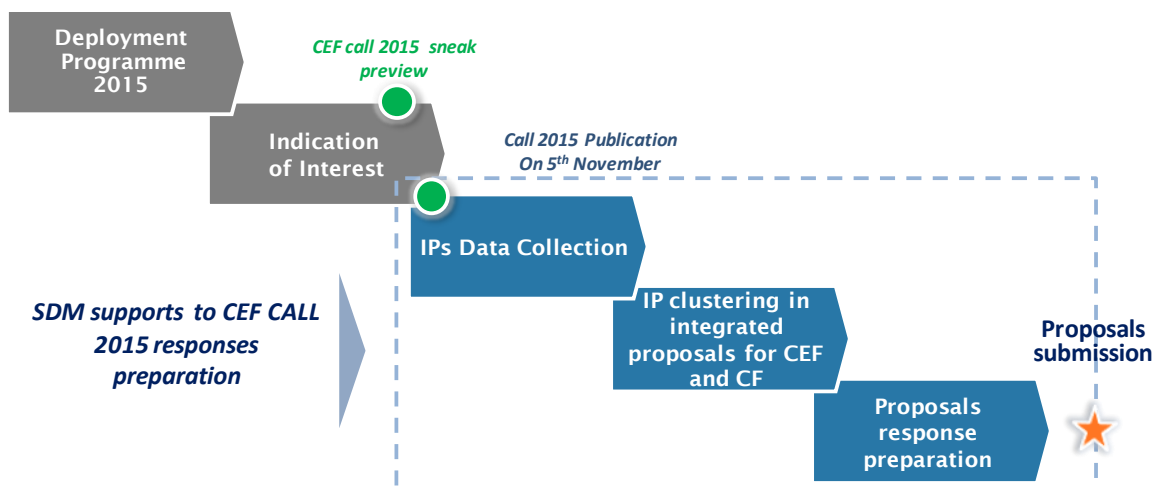 Deployment
Programme
2015
CEF call 2015 sneak
preview
Indication
of Interest
Call 2015 Publication
On 5th November
IPs Data Collection
SDM supports to CEF CALL
2015 responses
preparation
IP clustering in
integrated
proposals for CEF
and CF
Proposals
submission
Proposals
response
preparation